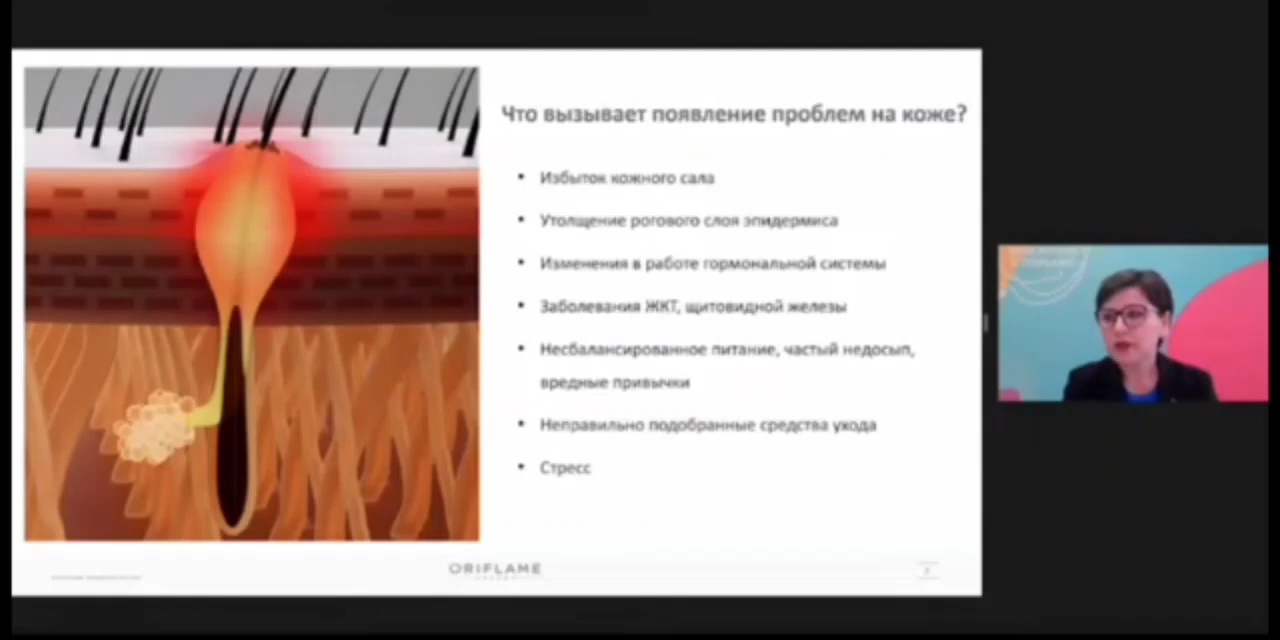 Что вызывает появление проблем на коже?
• Избыток кожного сала
• Утолщение рогового слоя эпидермиса
• Изменения в работе гормональной системы
• Заболевания ЖКТ, щитовидной железы
• Несбалансированное питание, частый недосып,
вредные привычки
• Неправильно подобранные средства ухода
• Стресс
ORIFLAME